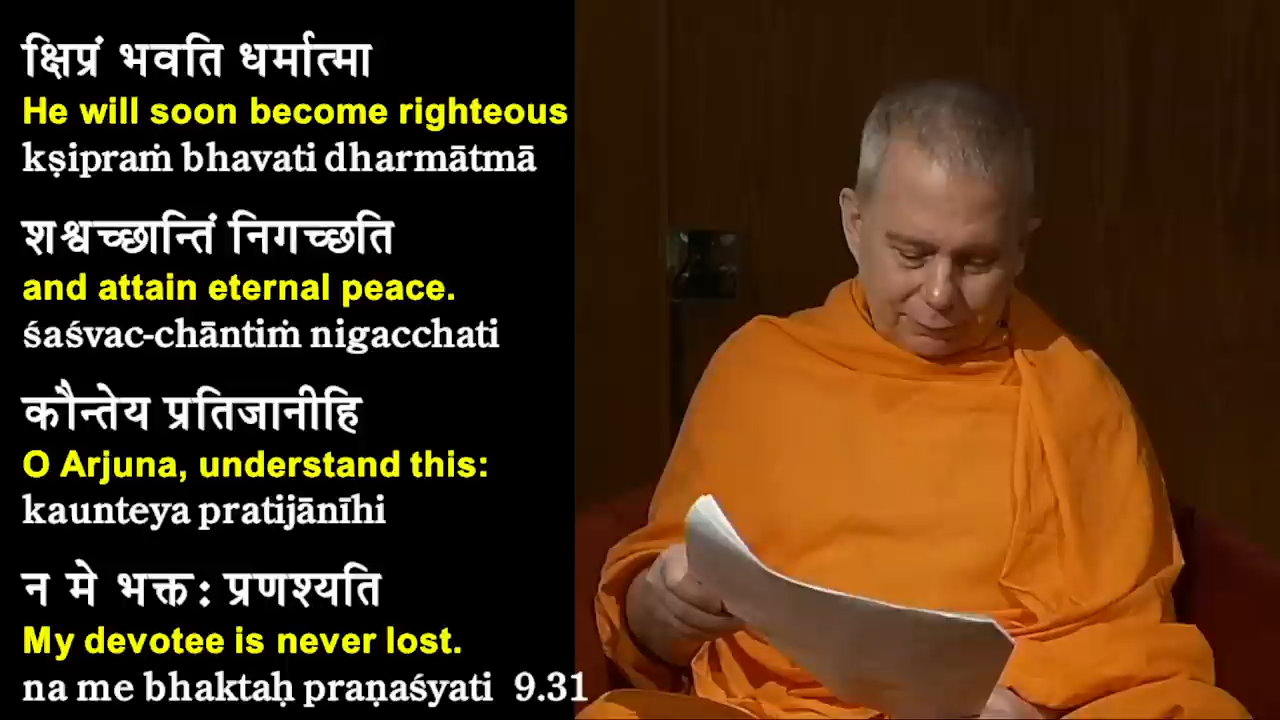 क्षिप्रं भवति धर्मात्मा
He will soon become righteous
kṣipraṁ bhavati dharmātmā
शश्वच्छान्तिं निगच्छति
and attain eternal peace.
śaśvac-chāntiṁ nigacchati
कौन्तेय प्रतिजानीहि
O Arjuna, understand this:
kaunteya pratijānīhi
न मे भक्तः प्रणश्यति
My devotee is never lost.
na me bhaktaḥ praṇaśyati 9.31